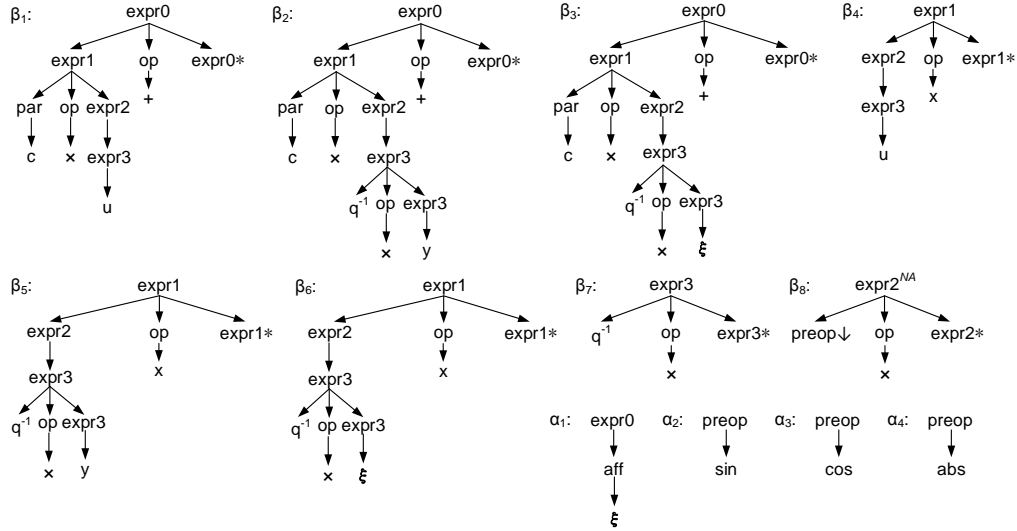 β1: expr0 β2: expr0 β3: expr0 β4: expr1
expr1 op expr0* expr1 op expr0* expr1 op expr0* expr2 op expr1*
par op expr2 + par op expr2 + par op expr2 + expr3 x
c × expr3 c × expr3 c × expr3 u
u q-1 op expr3 q-1 op expr3
× y × ξ
β5: expr1 β6: expr1 β7: expr3 β8: expr2NA
expr2 op expr1* expr2 op expr1* q-1 op expr3* preop↓ op expr2*
expr3 x expr3 x × ×
q-1 op expr3 q-1 op expr3 α1: expr0 α2: preop α3: preop α4: preop
× y × ξ aff sin cos abs
ξ